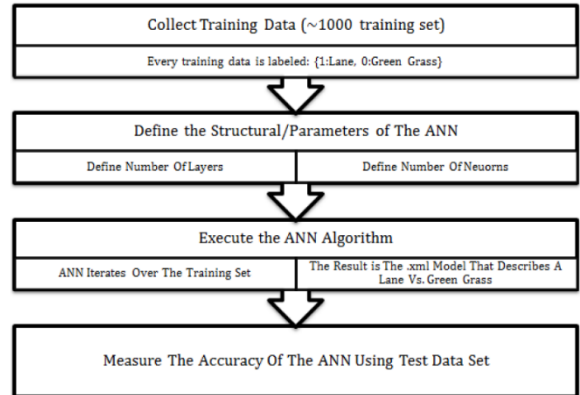 Collect Training Data (~1000 training set)
Every training data is labeled: {1:Lane, 0:Green Grass}
Define the Structural/Parameters of The ANN
Define Number Of Layers
Define Number Of Neuorns
Execute the ANN Algorithm
ANN Iterates Over The Training Set
The Result is The .xml Model That Describes A
Lane Vs. Green Grass
Measure The Accuracy Of The ANN Using Test Data Set